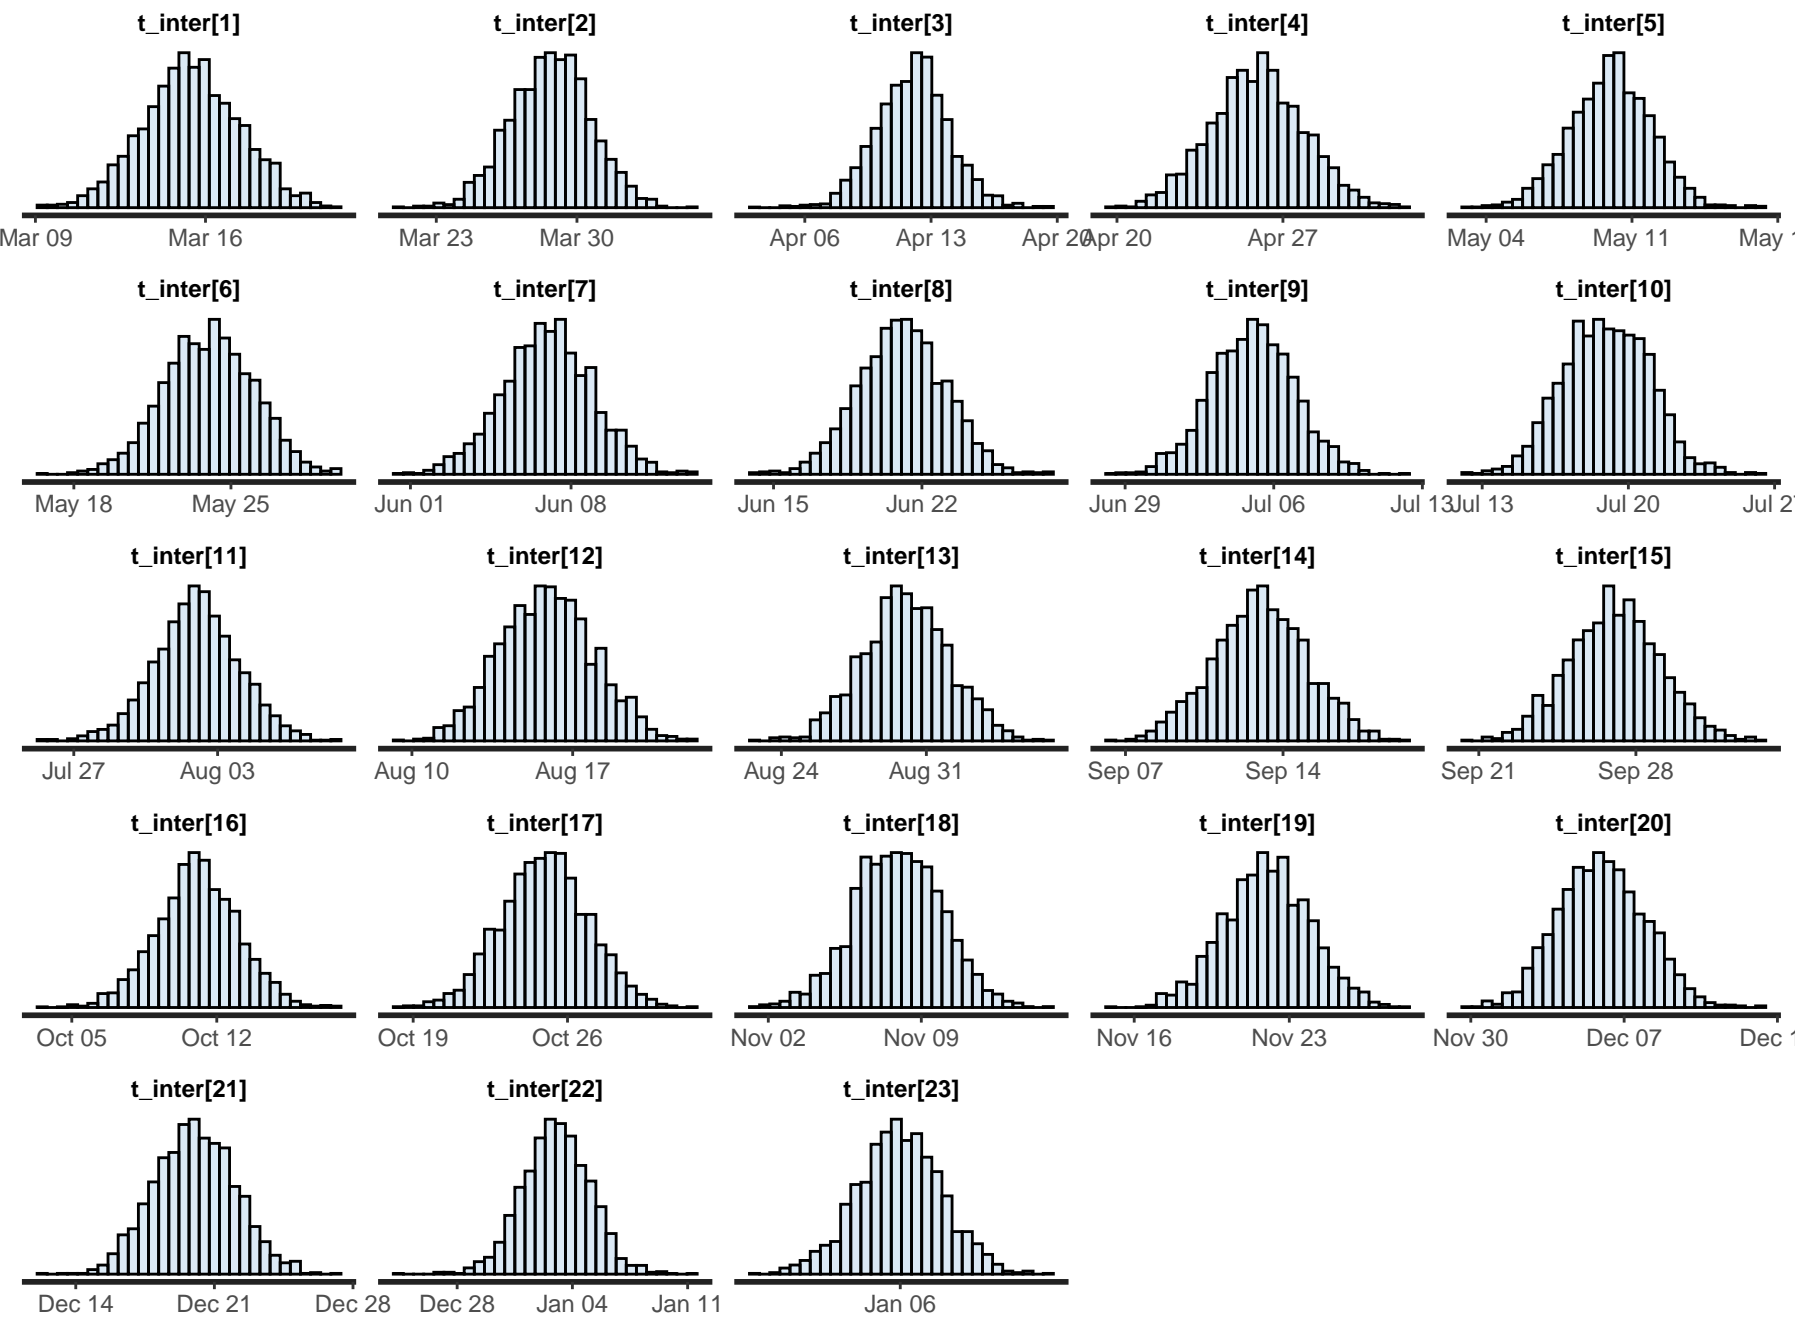 t_inter[1] t_inter[2] t_inter[3] t_inter[4] t_inter[5]
Mar 09 Mar 16 Mar 23 Mar 30 Apr 06 Apr 13 Apr 20 Apr 20 Apr 27 May 04 May 11 May 1
t_inter[6] t_inter[7] t_inter[8] t_inter[9] t_inter[10]
May 18 May 25 Jun 01 Jun 08 Jun 15 Jun 22 Jun 29 Jul 06 Jul 13 Jul 13 Jul 20 Jul 2
t_inter[11] t_inter[12] t_inter[13] t_inter[14] t_inter[15]
Jul 27 Aug 03 Aug 10 Aug 17 Aug 24 Aug 31 Sep 07 Sep 14 Sep 21 Sep 28
t_inter[16] t_inter[17] t_inter[18] t_inter[19] t_inter[20]
Oct 05 Oct 12 Oct 19 Oct 26 Nov 02 Nov 09 Nov 16 Nov 23 Nov 30 Dec 07 Dec 1
t_inter[21] t_inter[22] t_inter[23]
Dec 14 Dec 21 Dec 28 Dec 28 Jan 04 Jan 11 Jan 06